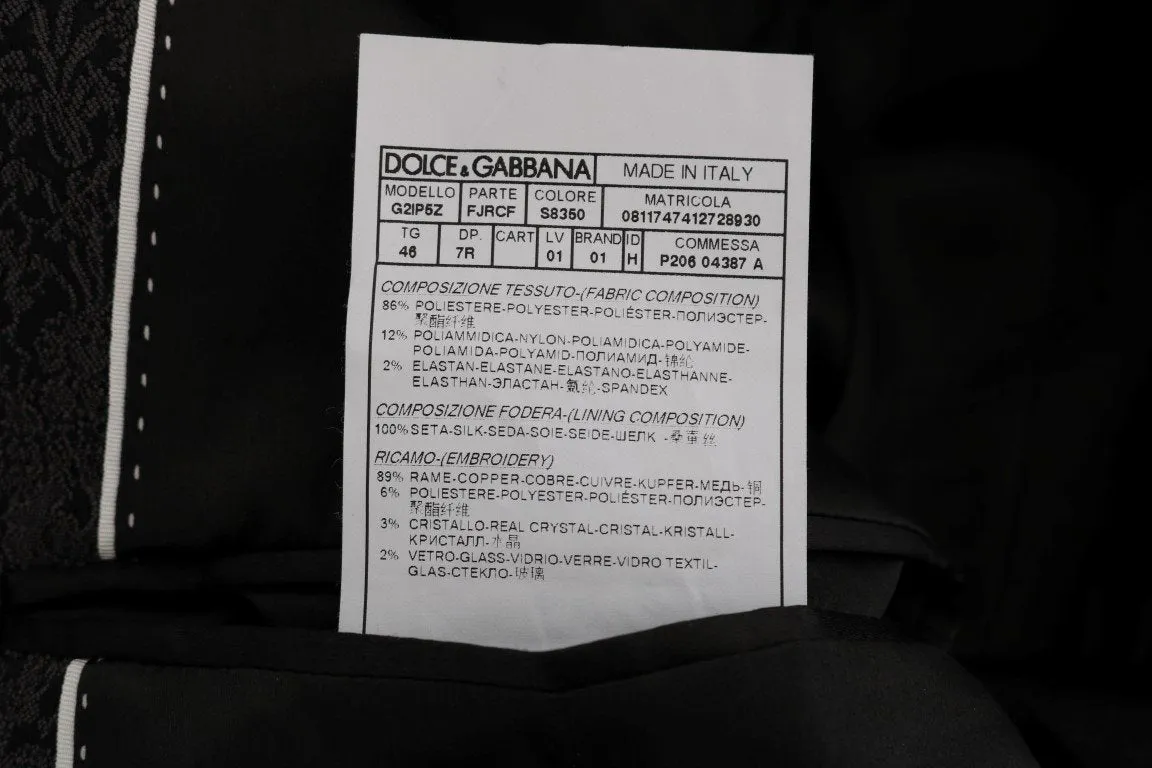 DOLCE & GABBANA MADE IN ITALY
MODELLO PARTE COLORE MATRICOLA
G2IP5Z FJRCF S8350 0811747412728930
TG DP. CART LV BRAND ID COMMESSA
46 7R 01 01 H P206 04387 A
COMPOSIZIONE TESSUTO-(FABRIC COMPOSITION)
86% POLIESTERE-POLYESTER-POLIÉSTER-ПОЛИЭСТЕР-
聚酯纤维
12% POLIAMMIDICA-NYLON-POLIAMIDICA-POLYAMIDE-
POLIAMIDA-POLYAMID-ПОЛИАМИД-锦纶
2% ELASTAN-ELASTANE-ELASTANO-ELASTHANNE-
ELASTHAN-ЭЛАСТАН-氨纶-SPANDEX
COMPOSIZIONE FODERA-(LINING COMPOSITION)
100% SETA-SILK-SEDA-SOIE-SEIDE-ШЕЛК -桑蚕丝
RICAMO-(EMBROIDERY)
89% RAME-COPPER-COBRE-CUIVRE-KUPFER-МЕДЬ-铜
6% POLIESTERE-POLYESTER-POLIÉSTER-ПОЛИЭСТЕР-
聚酯纤维
3% CRISTALLO-REAL CRYSTAL-CRISTAL-KRISTALL-
КРИСТАЛЛ-水晶
2% VETRO-GLASS-VIDRIO-VERRE-VIDRO TEXTIL-
GLAS-СТЕКЛО-玻璃